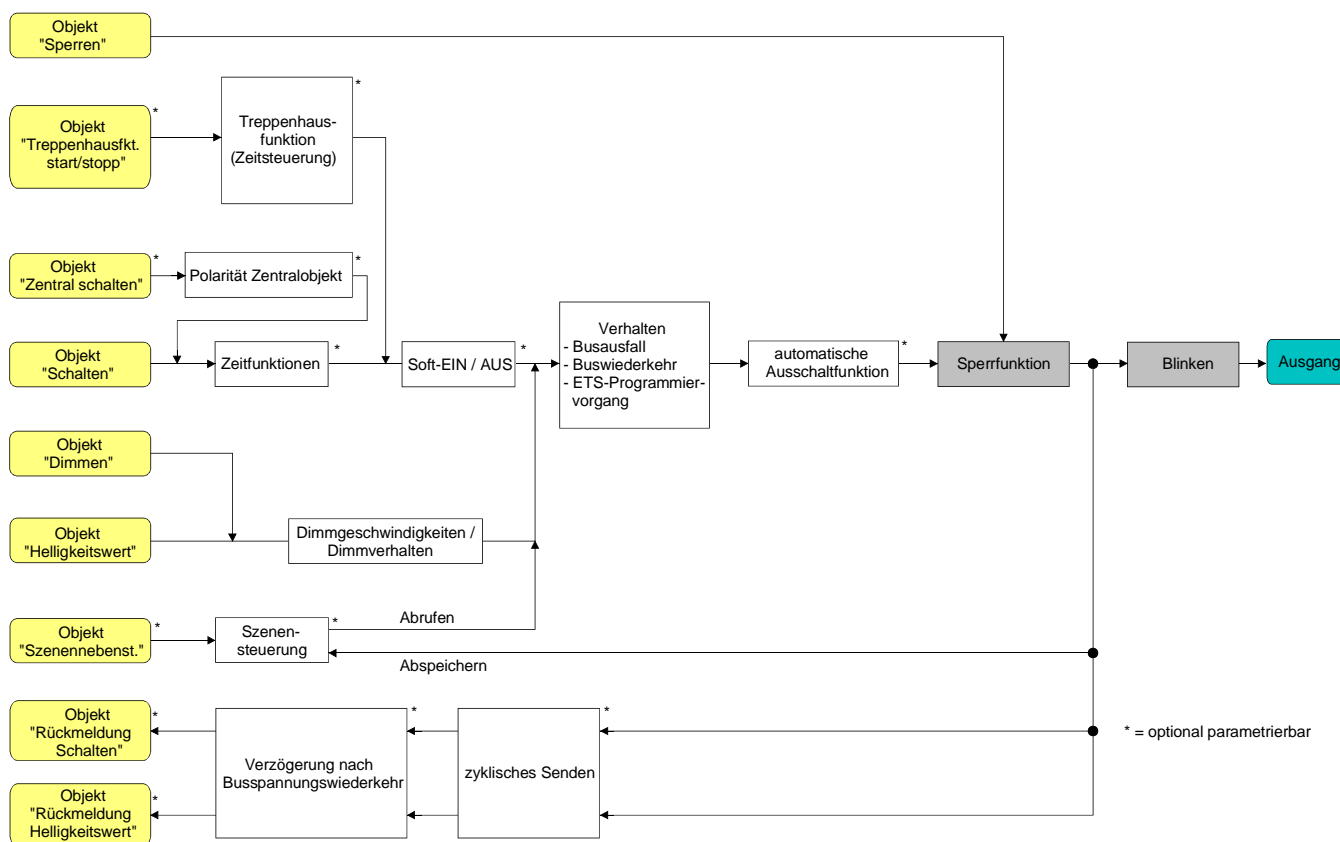 Objekt
"Sperren"
*
Objekt
"Treppenhausfkt.
start/stopp"
*
Treppenhaus-
funktion
(Zeitsteuerung)
*
Objekt
"Zentral schalten"
*
Polarität Zentralobjekt
*
Objekt
"Schalten"
Zeitfunktionen
*
Soft-EIN / AUS
*
Verhalten
- Busausfall
- Buswiederkehr
- ETS-Programmier-
vorgang
automatische
Ausschaltfunktion
*
Sperrfunktion
Blinken
Ausgang
Objekt
"Dimmen"
Objekt
"Helligkeitswert"
Dimmgeschwindigkeiten /
Dimmverhalten
Objekt
"Szenennebenst."
*
Szenen-
steuerung
*
Abrufen
Abspeichern
Objekt
"Rückmeldung
Schalten"
*
Verzögerung nach
Busspannungswiederkehr
*
zyklisches Senden
*
* = optional parametrierbar
Objekt
"Rückmeldung
Helligkeitswert"
*